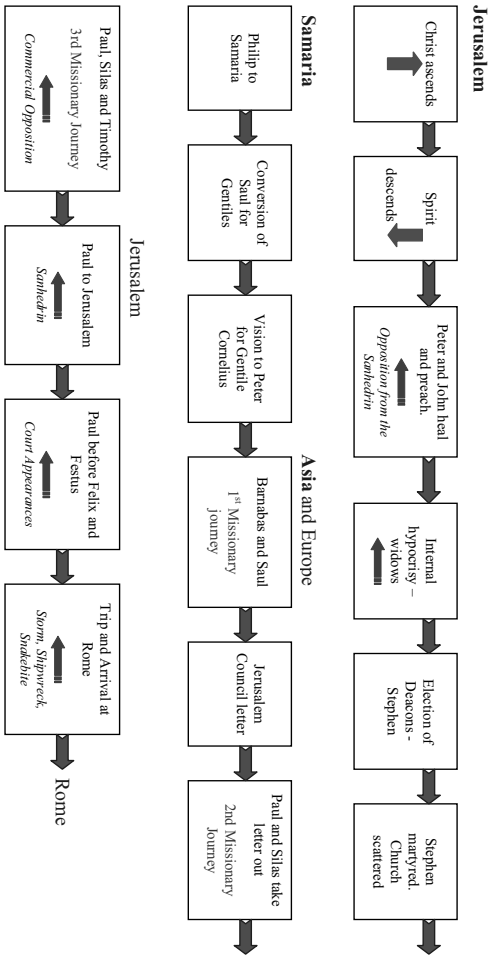 Jerusalem
Christ ascends
Spirit
descends
Peter and John heal
and preach.
Opposition from the
Sanhedrin
Internal
hypocrisy –
widows
Election of
Deacons -
Stephen
Stephen
martyred.
Church
scattered
Samaria
Philip to
Samaria
Conversion of
Saul for
Gentiles
Vision to Peter
for Gentile
Cornelius
Asia and Europe
Barnabas and Saul
1st Missionary
journey
Jerusalem
Council letter
Paul and Silas take
letter out
2nd Missionary
Journey
Paul, Silas and Timothy
3rd Missionary Journey
Commercial Opposition
Jerusalem
Paul to Jerusalem
Sanhedrin
Paul before Felix and
Festus
Court Appearances
Trip and Arrival at
Rome
Storm, Shipwreck,
Snakebite
Rome